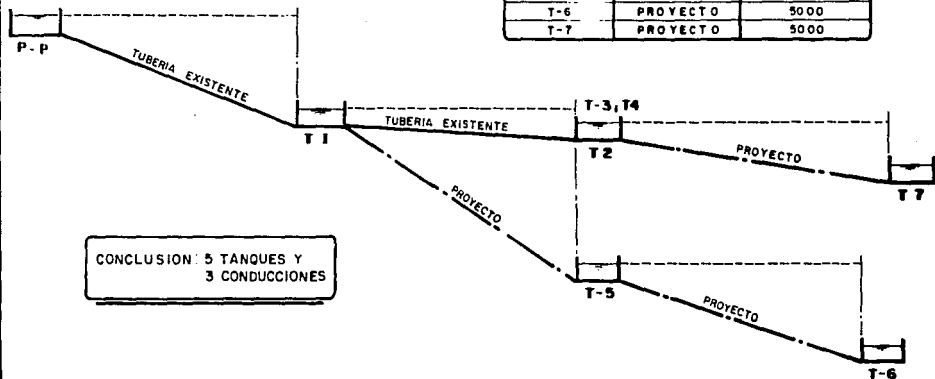 T-6 PROYECTO 5000
T-7 PROYECTO 5000
P-P
TUBERIA EXISTENTE
T 1
TUBERIA EXISTENTE
T-3, T4
T2
PROYECTO
T 7
PROYECTO
CONCLUSION: 5 TANQUES Y
3 CONDUCCIONES
T-5
PROYECTO
T-6